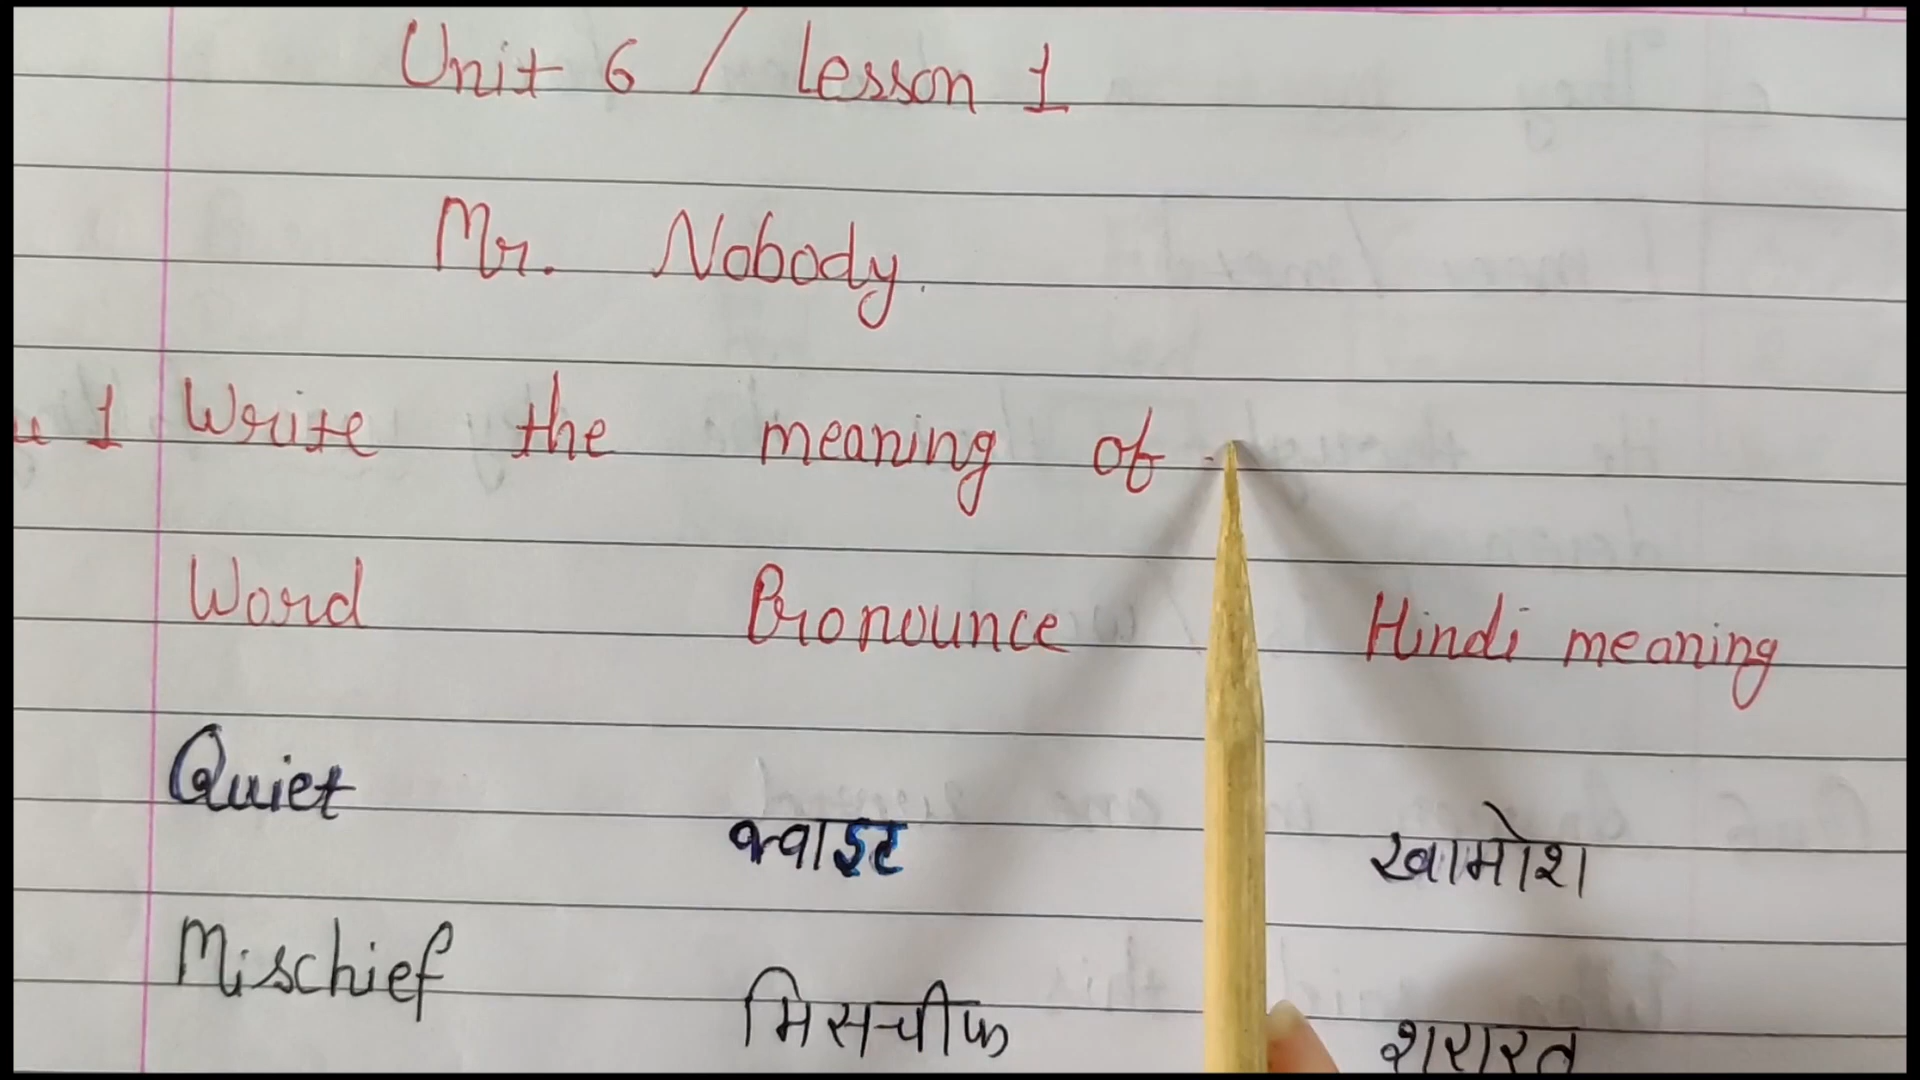 Unit 6 / Lesson 1
Mr. Nobody.
1 Write the meaning of
Word Pronounce Hindi meaning
Quiet क्वाइट खामोश
Mischief मिसचीफ शरारत